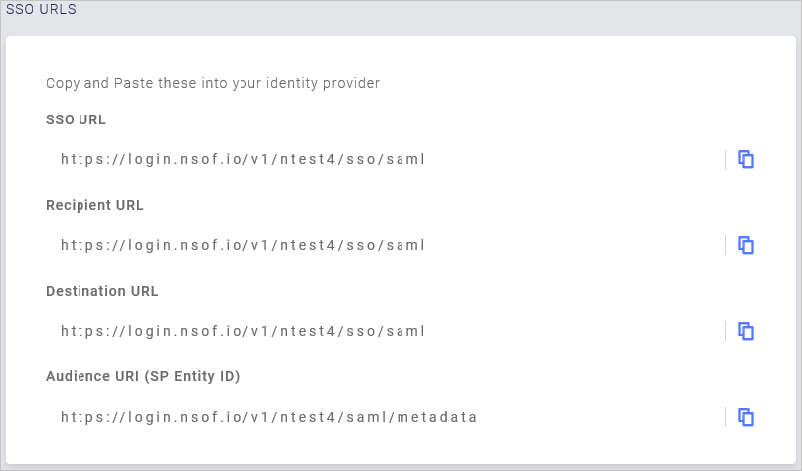 SSO URLS
Copy and Paste these into your identity provider
SSO URL
https://login.nsof.io/v1/ntest4/sso/saml
Recipient URL
https://login.nsof.io/v1/ntest4/sso/saml
Destination URL
https://login.nsof.io/v1/ntest4/sso/saml
Audience URI (SP Entity ID)
https://login.nsof.io/v1/ntest4/saml/metadata